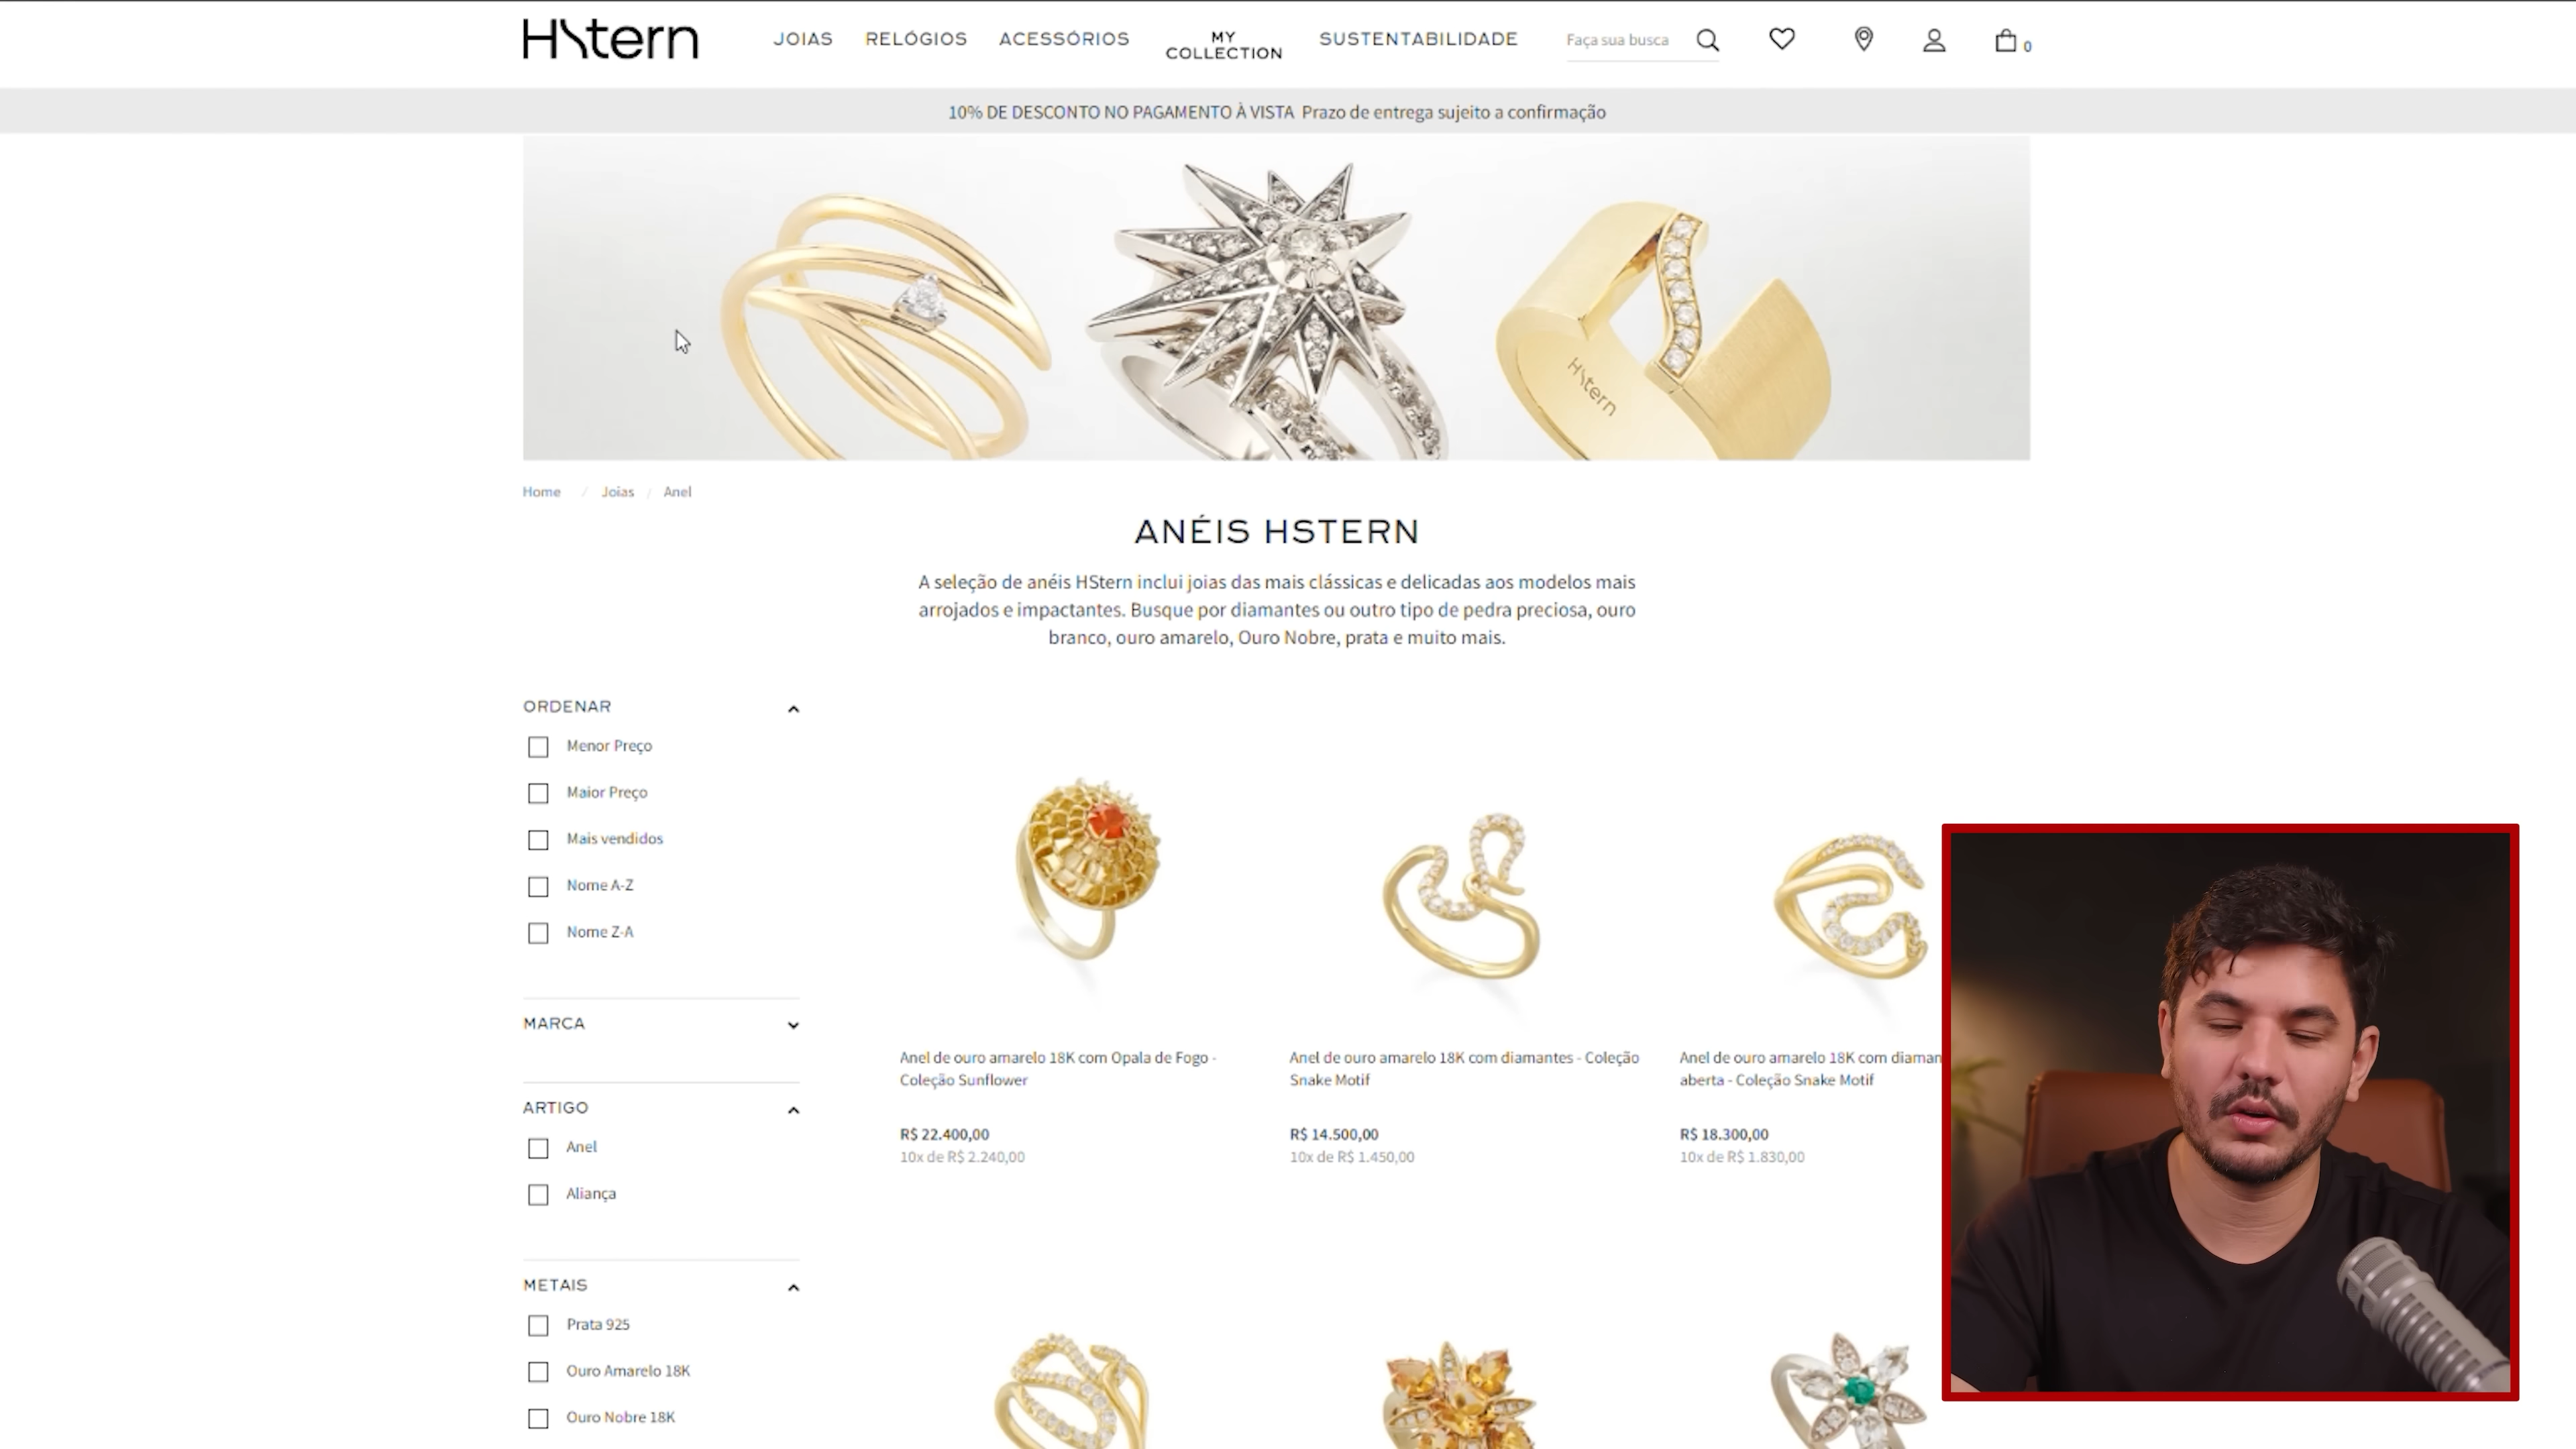 HStern
JOIAS
RELÓGIOS
ACESSÓRIOS
MY
COLLECTION
SUSTENTABILIDADE
Faça sua busca
0
10% DE DESCONTO NO PAGAMENTO À VISTA Prazo de entrega sujeito a confirmação
HStern
Home / Joias / Anel
ANÉIS HSTERN
A seleção de anéis HStern inclui joias das mais clássicas e delicadas aos modelos mais
arrojados e impactantes. Busque por diamantes ou outro tipo de pedra preciosa, ouro
branco, ouro amarelo, Ouro Nobre, prata e muito mais.
ORDENAR
Menor Preço
Maior Preço
Mais vendidos
Nome A-Z
Nome Z-A
MARCA
ARTIGO
Anel
Aliança
METAIS
Prata 925
Ouro Amarelo 18K
Ouro Nobre 18K
Anel de ouro amarelo 18K com Opala de Fogo -
Coleção Sunflower
R$ 22.400,00
10x de R$ 2.240,00
Anel de ouro amarelo 18K com diamantes - Coleção
Snake Motif
R$ 14.500,00
10x de R$ 1.450,00
Anel de ouro amarelo 18K com diaman
aberta - Coleção Snake Motif
R$ 18.300,00
10x de R$ 1.830,00